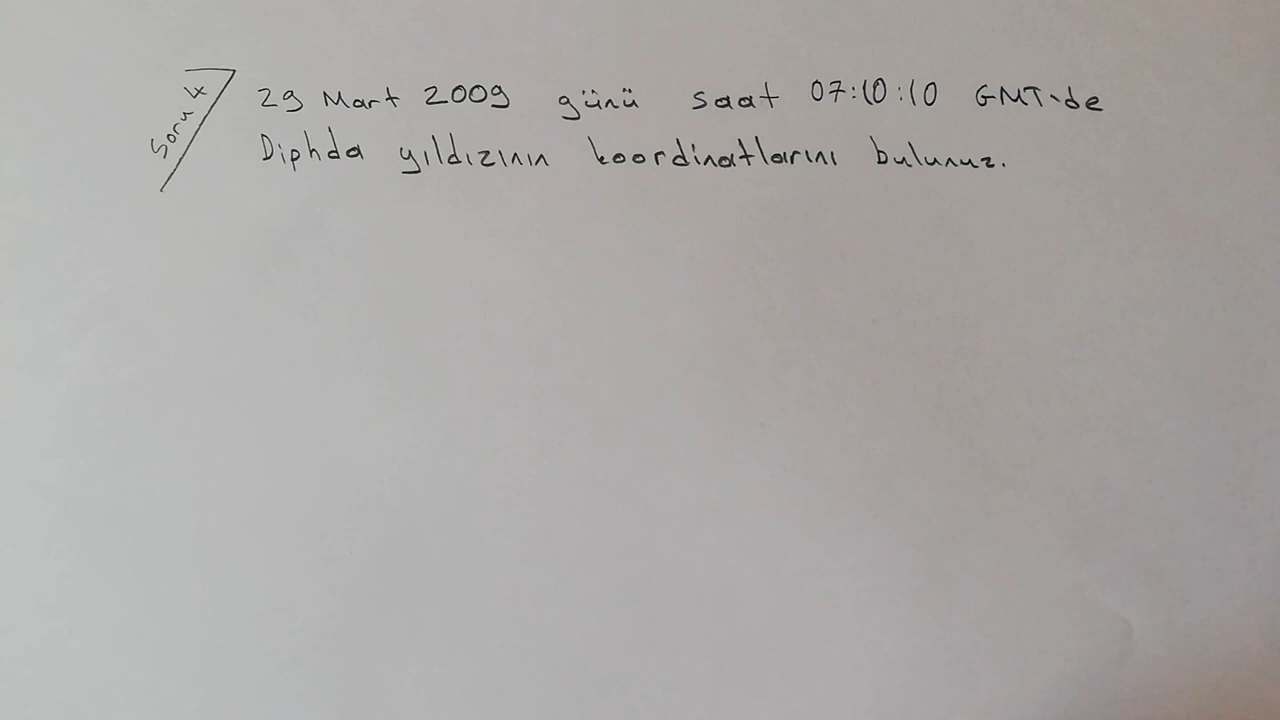 Soru 4
29 Mart 2009 günü saat 07:10:10 GMT'de
Diphda yıldızının koordinatlarını bulunuz.